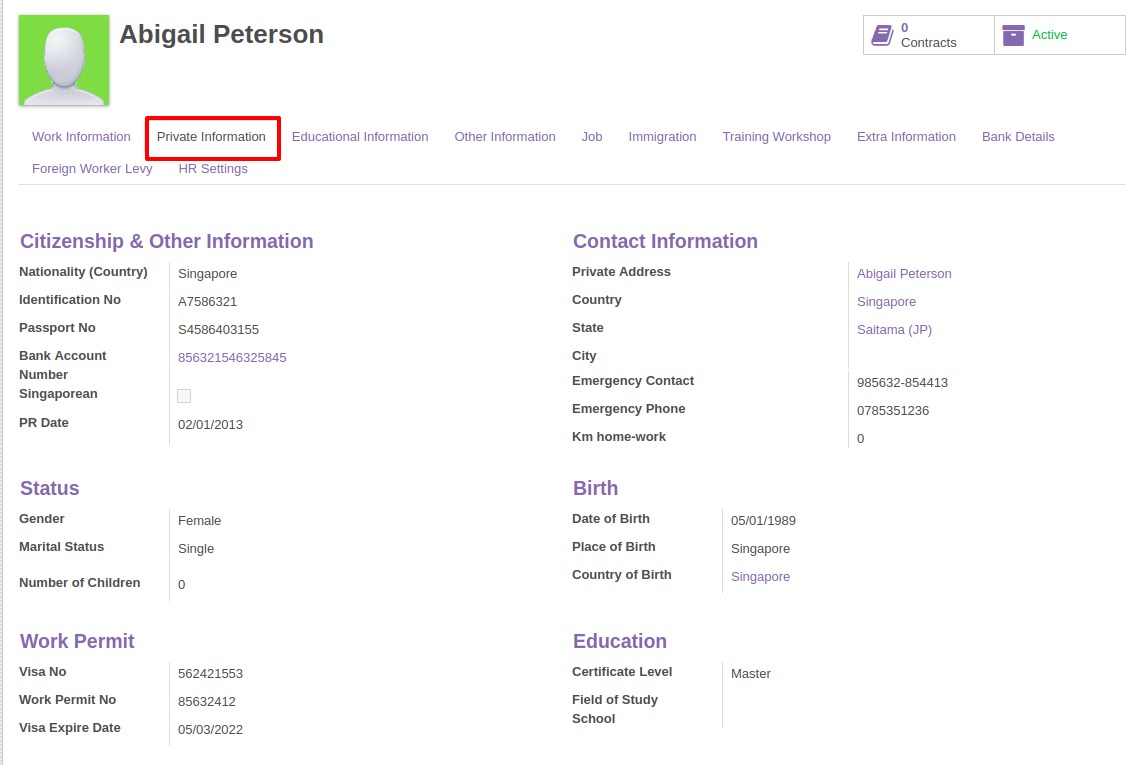 Abigail Peterson
0
Contracts
Active
Work Information Private Information Educational Information Other Information Job Immigration Training Workshop Extra Information Bank Details
Foreign Worker Levy HR Settings
Citizenship & Other Information
Nationality (Country) Singapore
Identification No A7586321
Passport No S4586403155
Bank Account 856321546325845
Number
Singaporean
PR Date 02/01/2013
Contact Information
Private Address Abigail Peterson
Country Singapore
State Saitama (JP)
City
Emergency Contact 985632-854413
Emergency Phone 0785351236
Km home-work 0
Status
Gender Female
Marital Status Single
Number of Children 0
Birth
Date of Birth 05/01/1989
Place of Birth Singapore
Country of Birth Singapore
Work Permit
Visa No 562421553
Work Permit No 85632412
Visa Expire Date 05/03/2022
Education
Certificate Level Master
Field of Study
School